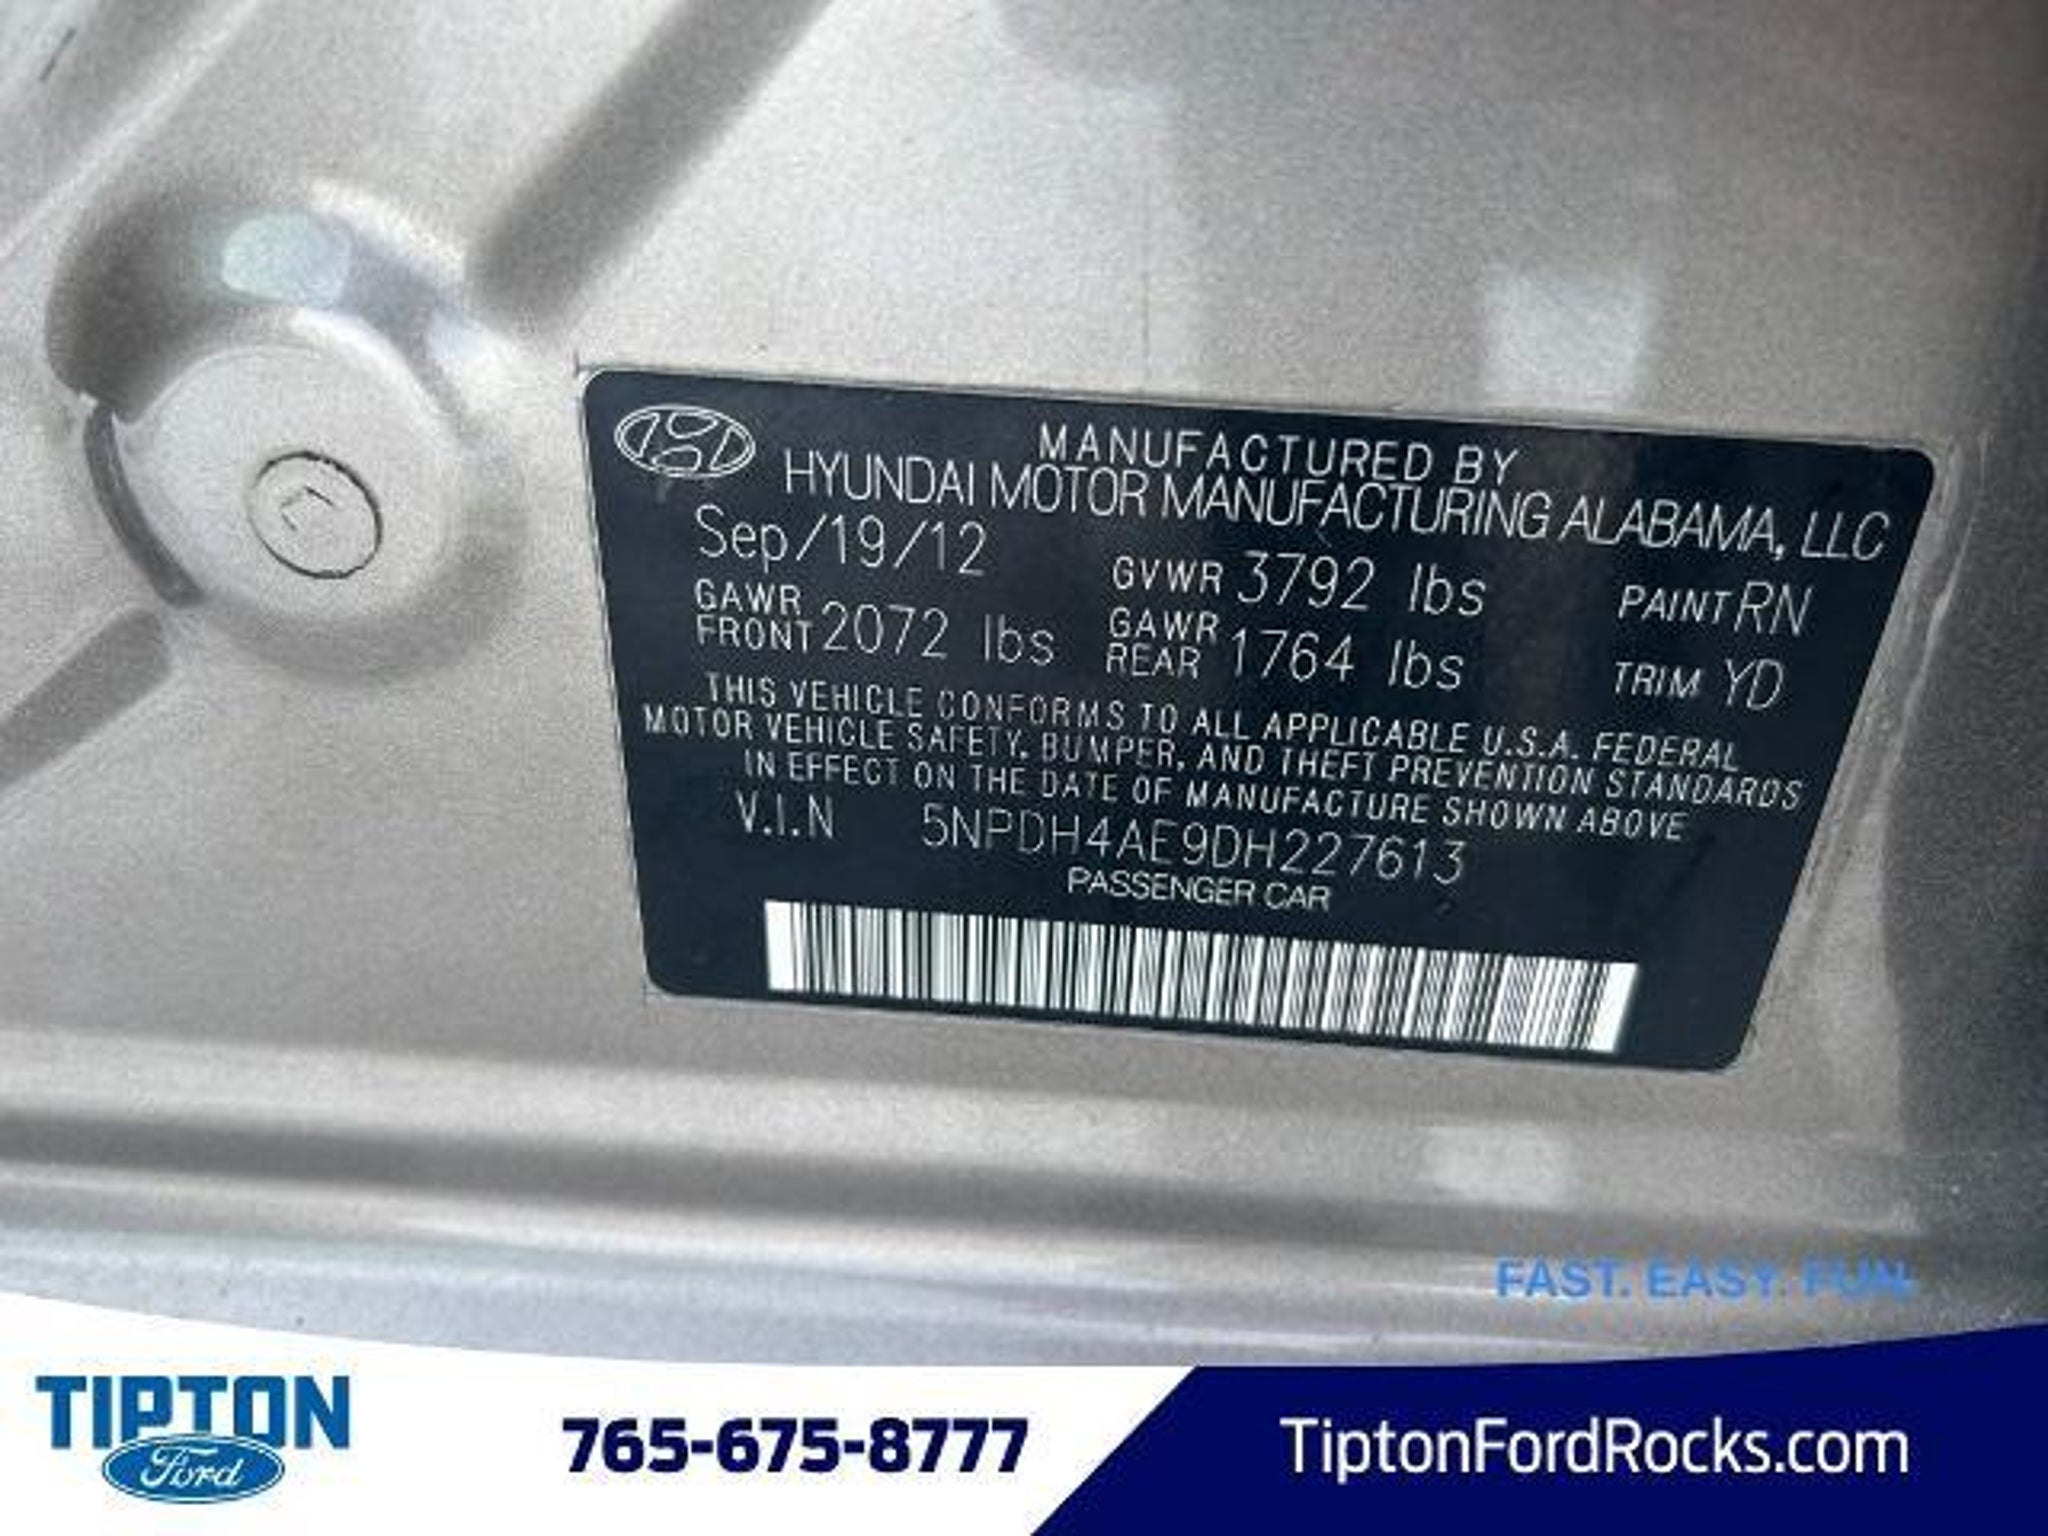 MANUFACTURED BY
HYUNDAI MOTOR MANUFACTURING ALABAMA, LLC
Sep/19/12 GVWR 3792 lbs PAINT RN
GAWR FRONT 2072 lbs GAWR REAR 1764 lbs TRIM YD
THIS VEHICLE CONFORMS TO ALL APPLICABLE U.S.A. FEDERAL
MOTOR VEHICLE SAFETY, BUMPER, AND THEFT PREVENTION STANDARDS
IN EFFECT ON THE DATE OF MANUFACTURE SHOWN ABOVE
V.I.N 5NPDH4AE9DH227613
PASSENGER CAR
FAST. EASY. FUN.
TIPTON
Ford
765-675-8777
TiptonFordRocks.com